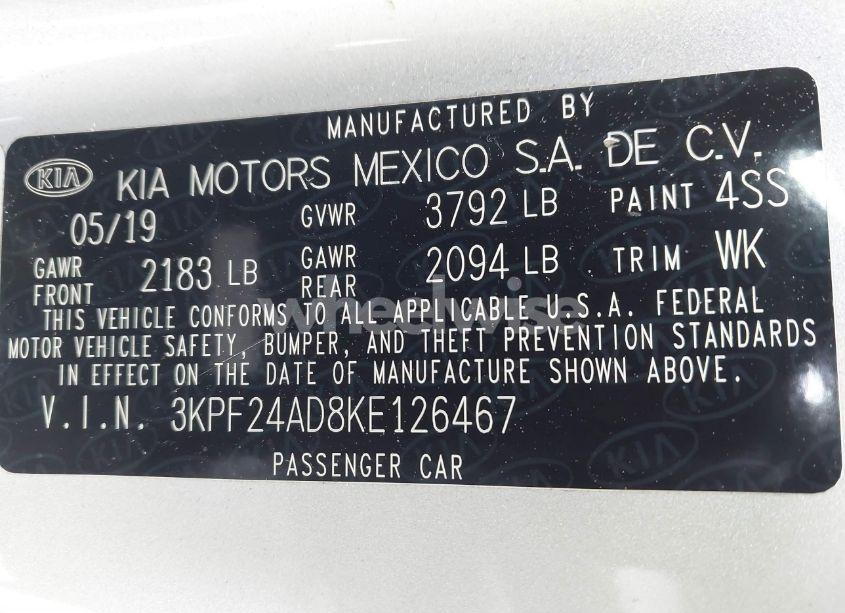 MANUFACTURED BY
KIA KIA MOTORS MEXICO S.A. DE C.V.
05/19 GVWR 3792 LB PAINT 4SS
GAWR FRONT 2183 LB GAWR REAR 2094 LB TRIM WK
THIS VEHICLE CONFORMS TO ALL APPLICABLE U.S.A. FEDERAL
MOTOR VEHICLE SAFETY, BUMPER, AND THEFT PREVENTION STANDARDS
IN EFFECT ON THE DATE OF MANUFACTURE SHOWN ABOVE.
V.I.N. 3KPF24AD8KE126467
PASSENGER CAR
wheelwise